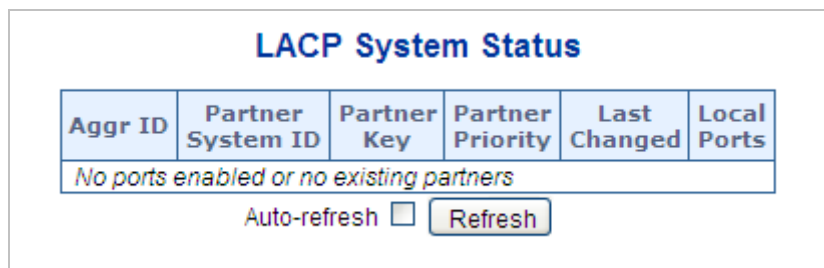 LACP System Status
Aggr ID Partner System ID Partner Key Partner Priority Last Changed Local Ports
No ports enabled or no existing partners
Auto-refresh Refresh